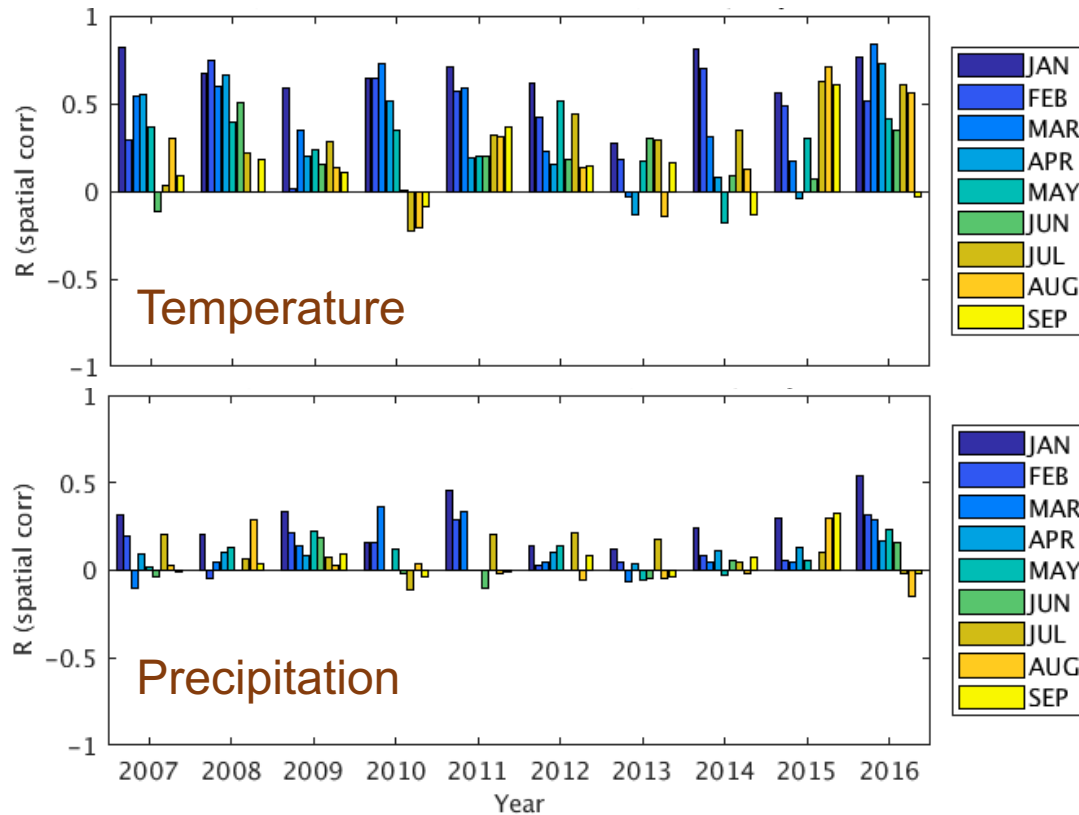 1
0.5
0
−0.5
−1
R (spatial corr)
Temperature
JAN
FEB
MAR
APR
MAY
JUN
JUL
AUG
SEP
1
0.5
0
−0.5
−1
R (spatial corr)
Precipitation
2007 2008 2009 2010 2011 2012 2013 2014 2015 2016
Year
JAN
FEB
MAR
APR
MAY
JUN
JUL
AUG
SEP